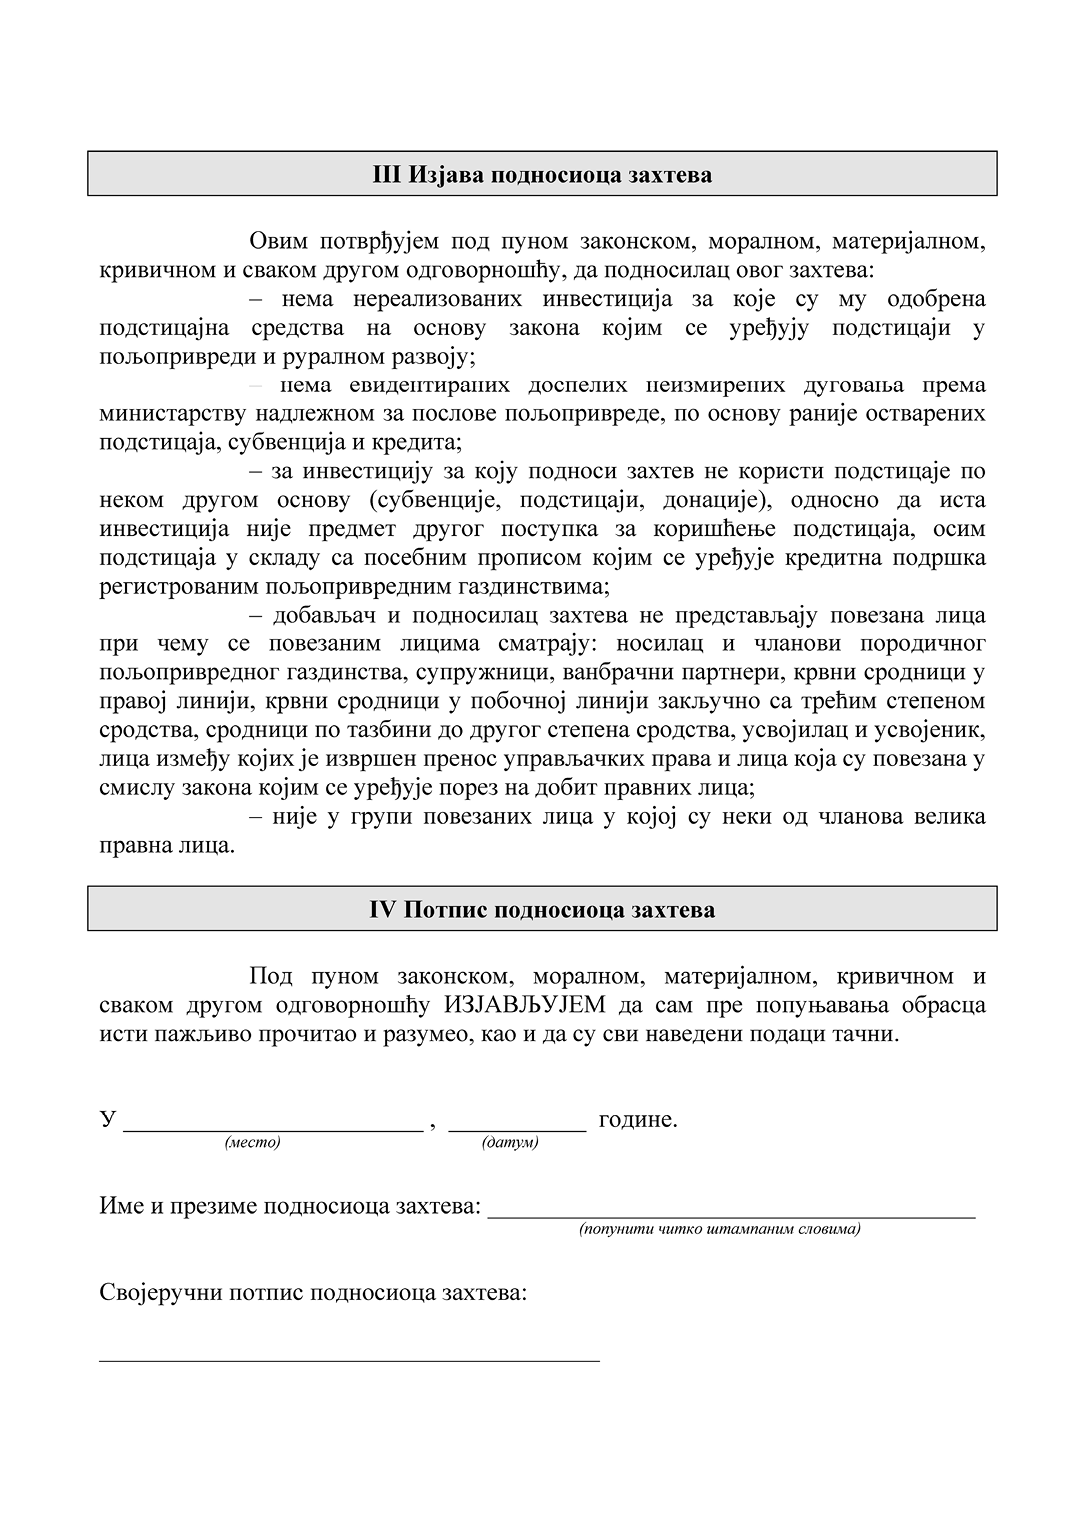 III Изјава подносиоца захтева
Овим потврђујем под пуном законском, моралном, материјалном,
кривичном и сваком другом одговорношћу, да подносилац овог захтева:
– нема нереализованих инвестиција за које су му одобрена
подстицајна средства на основу закона којим се уређују подстицаји у
пољопривреди и руралном развоју;
– нема евидентираних доспелих неизмирених дуговања према
министарству надлежном за послове пољопривреде, по основу раније остварених
подстицаја, субвенција и кредита;
– за инвестицију за коју подноси захтев не користи подстицаје по
неком другом основу (субвенције, подстицаји, донације), односно да иста
инвестиција није предмет другог поступка за коришћење подстицаја, осим
подстицаја у складу са посебним прописом којим се уређује кредитна подршка
регистрованим пољопривредним газдинствима;
– добављач и подносилац захтева не представљају повезана лица
при чему се повезаним лицима сматрају: носилац и чланови породичног
пољопривредног газдинства, супружници, ванбрачни партнери, крвни сродници у
правој линији, крвни сродници у побочној линији закључно са трећим степеном
сродства, сродници по тазбини до другог степена сродства, усвојилац и усвојеник,
лица између којих је извршен пренос управљачких права и лица која су повезана у
смислу закона којим се уређује порез на добит правних лица;
– није у групи повезаних лица у којој су неки од чланова велика
правна лица.
IV Потпис подносиоца захтева
Под пуном законском, моралном, материјалном, кривичном и
сваком другом одговорношћу ИЗЈАВЉУЈЕМ да сам пре попуњавања обрасца
исти пажљиво прочитао и разумео, као и да су сви наведени подаци тачни.
У ________________________ , ___________ године.
(место) (датум)
Име и презиме подносиоца захтева: _______________________________________
(попунити читко штампаним словима)
Својеручни потпис подносиоца захтева:
________________________________________